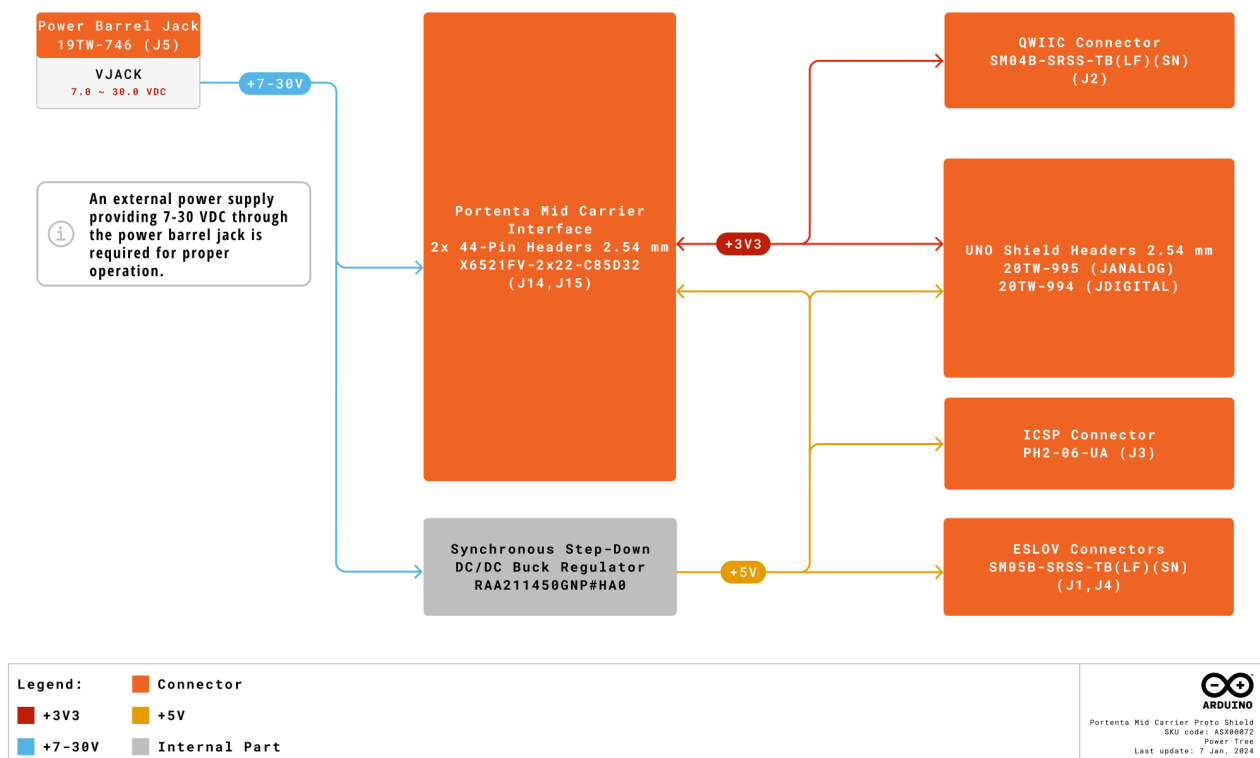 Power Barrel Jack
19TW-746 (J5)
VJACK
7.0 ~ 30.0 VDC
+7-30V
An external power supply
providing 7-30 VDC through
the power barrel jack is
required for proper
operation.
Portenta Mid Carrier
Interface
2x 44-Pin Headers 2.54 mm
X6521FV-2x22-C85D32
(J14,J15)
+3V3
QWIIC Connector
SM04B-SRSS-TB(LF)(SN)
(J2)
UNO Shield Headers 2.54 mm
20TW-995 (JANALOG)
20TW-994 (JDIGITAL)
ICSP Connector
PH2-06-UA (J3)
Synchronous Step-Down
DC/DC Buck Regulator
RAA211450GNP#HA0
+5V
ESLOV Connectors
SM05B-SRSS-TB(LF)(SN)
(J1,J4)
Legend:
Connector
+3V3
+5V
+7-30V
Internal Part
ARDUINO
Portenta Mid Carrier Proto Shield
SKU code: ASX00072
Power Tree
Last update: 7 Jan, 2024